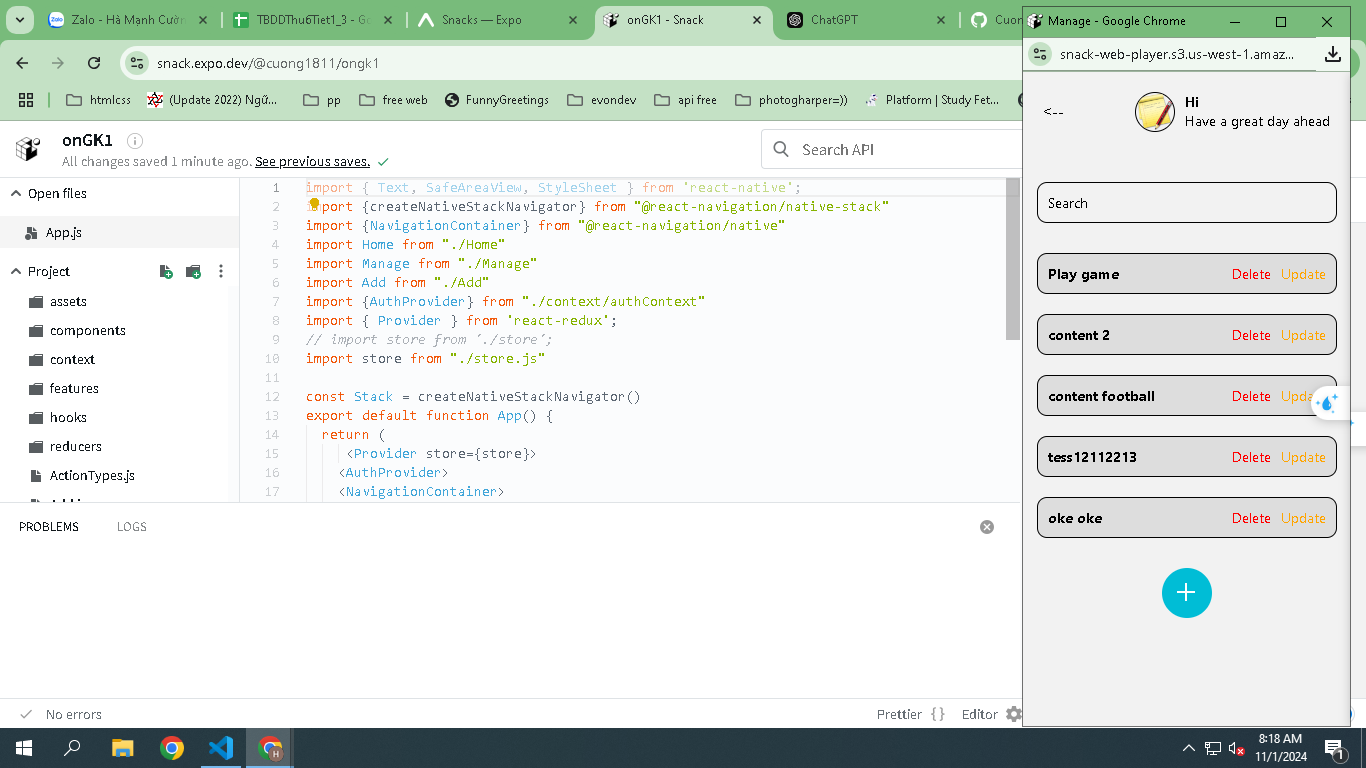 Zalo - Hà Mạnh Cườn
TBDDThu6Tiet1_3 - Go
Snacks — Expo
onGK1 - Snack
ChatGPT
Cuon
snack.expo.dev/@cuong1811/ongk1
htmlcss
(Update 2022) Ngữ...
pp
free web
FunnyGreetings
evondev
api free
photogharper=))
Platform | Study Fet...
onGK1
All changes saved 1 minute ago. See previous saves.
Search API
Open files
App.js
Project
assets
components
context
features
hooks
reducers
ActionTypes.js
1 import { Text, SafeAreaView, StyleSheet } from 'react-native';
2 import {createNativeStackNavigator} from "@react-navigation/native-stack"
3 import {NavigationContainer} from "@react-navigation/native"
4 import Home from "./Home"
5 import Manage from "./Manage"
6 import Add from "./Add"
7 import {AuthProvider} from "./context/authContext"
8 import { Provider } from 'react-redux';
9 // import store from './store';
10 import store from "./store.js"
11
12 const Stack = createNativeStackNavigator()
13 export default function App() {
14 return (
15 <Provider store={store}>
16 <AuthProvider>
17 <NavigationContainer>
PROBLEMS
LOGS
No errors
Prettier {}
Editor
Manage - Google Chrome
snack-web-player.s3.us-west-1.amaz...
<--
Hi
Have a great day ahead
Search
Play game Delete Update
content 2 Delete Update
content football Delete Upda
tess12112213 Delete Update
oke oke Delete Update
+
H
8:18 AM
11/1/2024
1